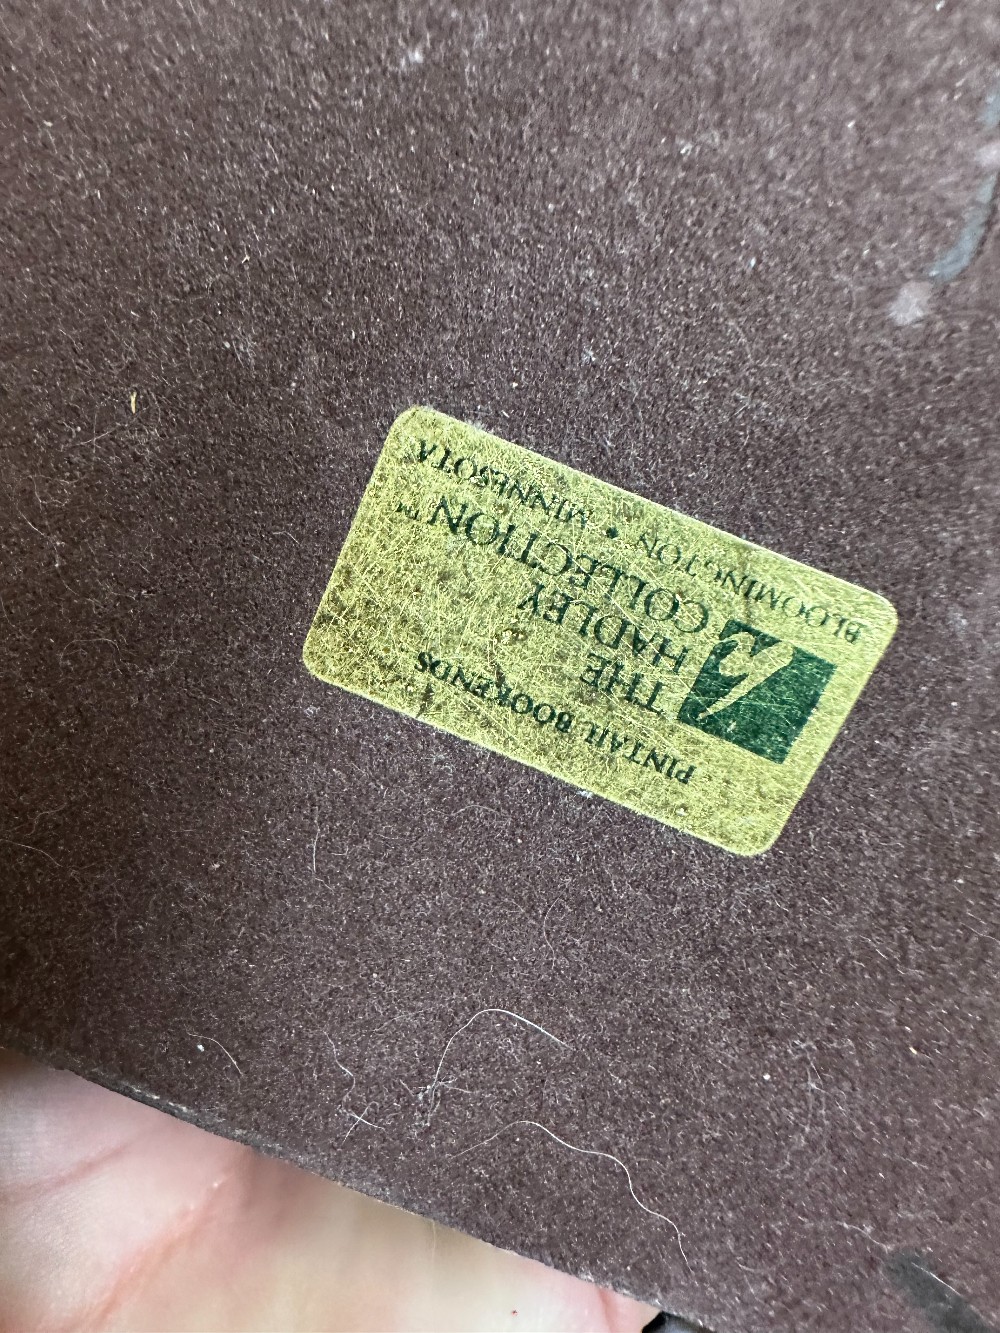 PINTAIL BOOKENDS
THE
HADLEY
COLLECTION™
BLOOMINGTON • MINNESOTA